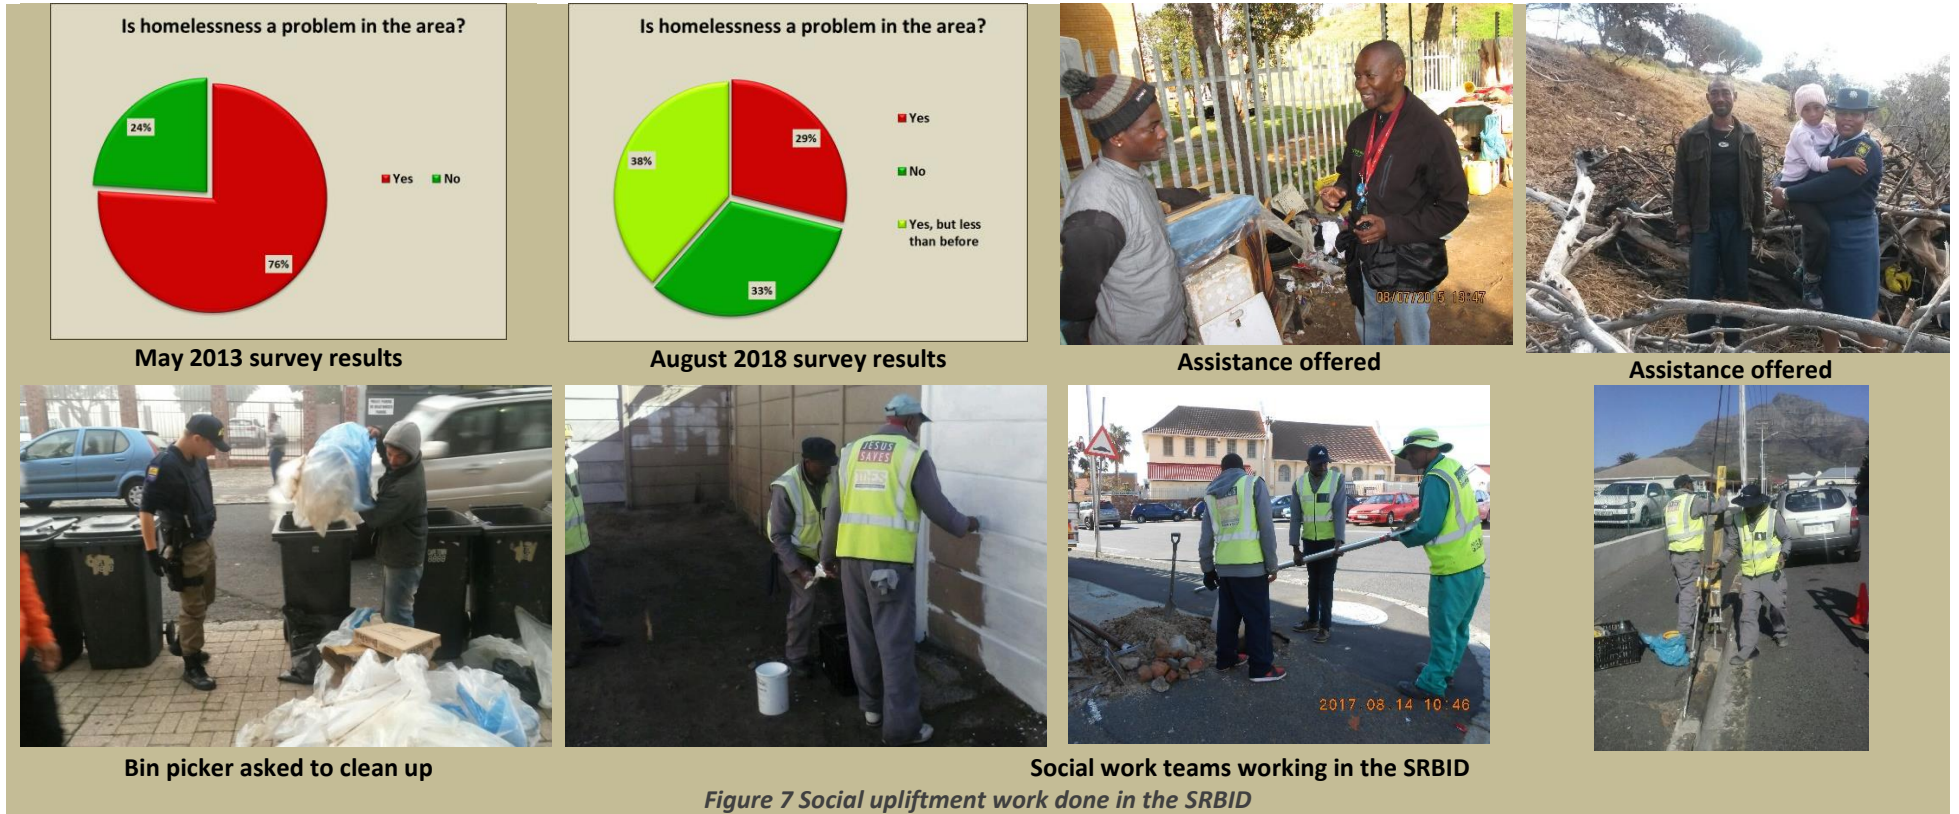 Is homelessness a problem in the area?
24%
76%
Yes
No
May 2013 survey results
Is homelessness a problem in the area?
29%
38%
33%
Yes
No
Yes, but less
than before
August 2018 survey results
08/07/2015 13:47
Assistance offered
Assistance offered
Bin picker asked to clean up
JESUS
SAVES
2017 08 14 10 46
Social work teams working in the SRBID
Figure 7 Social upliftment work done in the SRBID